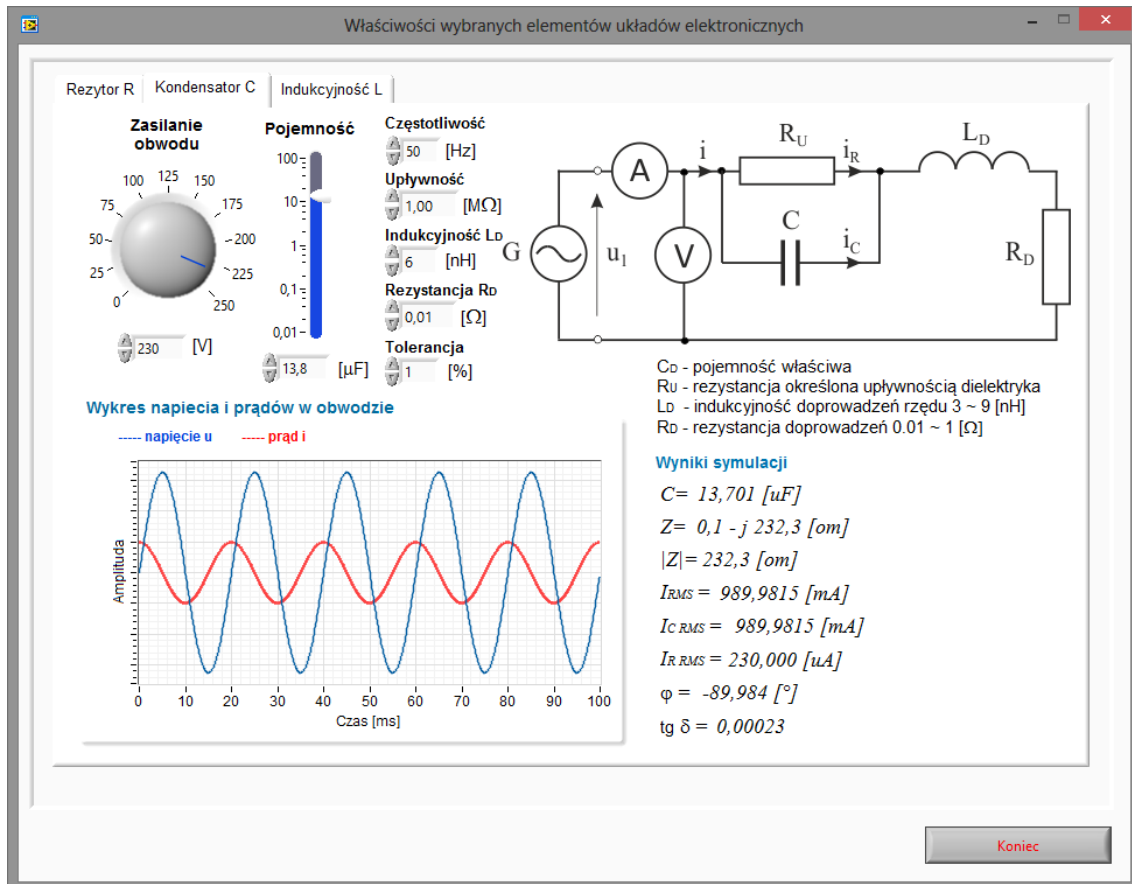 Właściwości wybranych elementów układów elektronicznych
Rezytor R
Kondensator C
Indukcyjność L
Zasilanie
obwodu
0
25
50
75
100
125
150
175
200
225
250
230 [V]
Pojemność
100
10
1
0,1
0,01
13,8 [µF]
Częstotliwość
50 [Hz]
Upływność
1,00 [MΩ]
Indukcyjność LD
6 [nH]
Rezystancja RD
0,01 [Ω]
Tolerancja
1 [%]
G
u1
A
V
i
RU
iR
C
iC
LD
RD
CD - pojemność właściwa
RU - rezystancja określona upływnością dielektryka
LD - indukcyjność doprowadzeń rzędu 3 ~ 9 [nH]
RD - rezystancja doprowadzeń 0.01 ~ 1 [Ω]
Wykres napiecia i prądów w obwodzie
----- napięcie u ----- prąd i
Amplituda
0 10 20 30 40 50 60 70 80 90 100
Czas [ms]
Wyniki symulacji
C= 13,701 [uF]
Z= 0,1 - j 232,3 [om]
|Z|= 232,3 [om]
IRMS = 989,9815 [mA]
IC RMS = 989,9815 [mA]
IR RMS = 230,000 [uA]
φ = -89,984 [°]
tg δ = 0,00023
Koniec